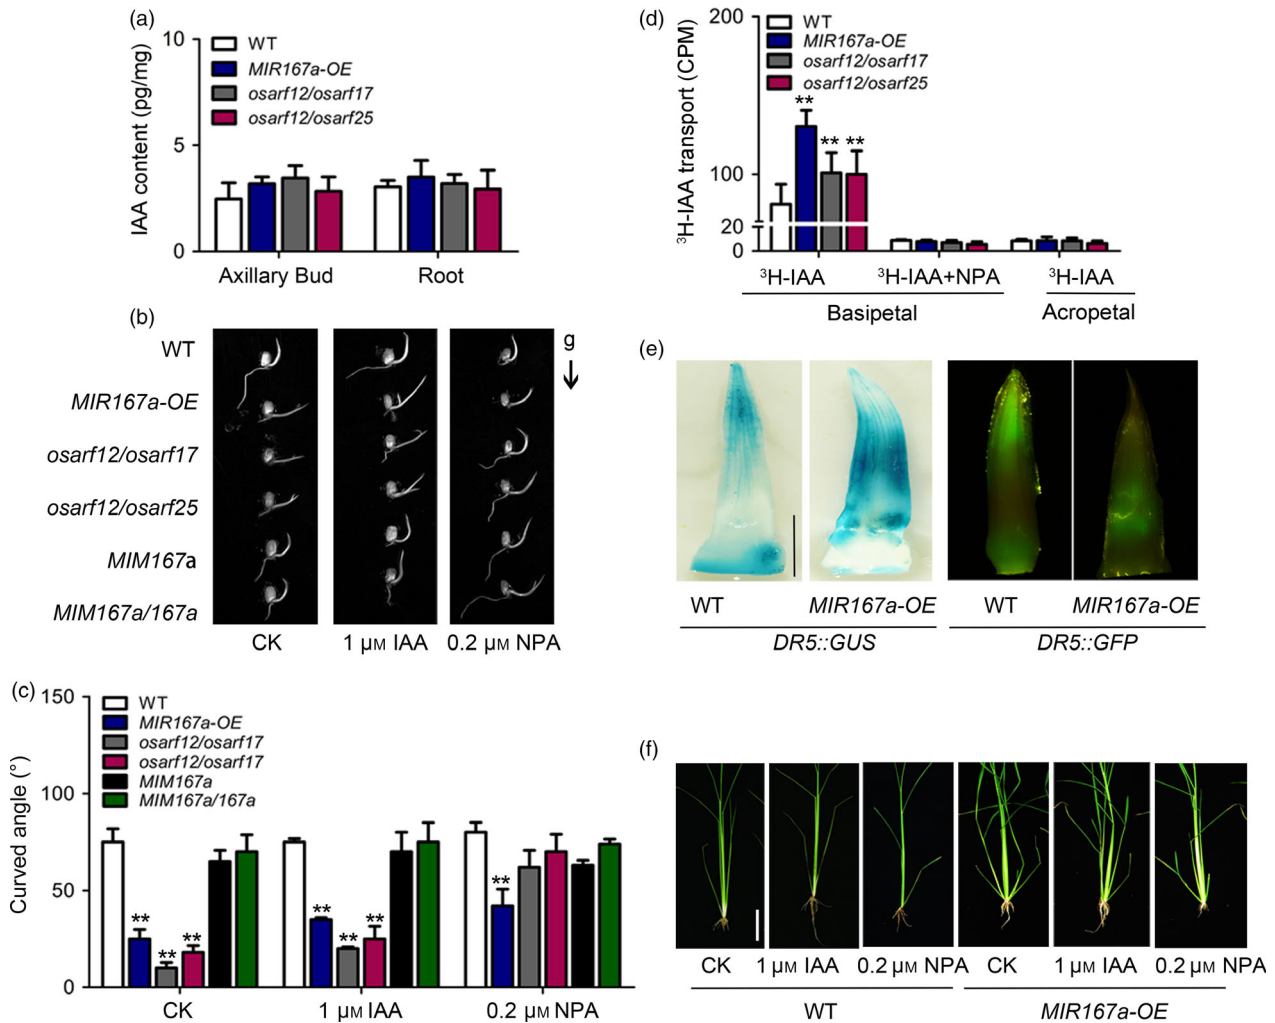 (a)
IAA content (pg/mg)
10
5
0
WT
MIR167a-OE
osarf12/osarf17
osarf12/osarf25
Axillary Bud
Root
(b)
WT
MIR167a-OE
osarf12/osarf17
osarf12/osarf25
MIM167a
MIM167a/167a
g
CK
1 μM IAA
0.2 μM NPA
(c)
Curved angle (°)
150
100
50
0
WT
MIR167a-OE
osarf12/osarf17
osarf12/osarf17
MIM167a
MIM167a/167a
** ** **
** ** **
**
CK
1 μM IAA
0.2 μM NPA
(d)
³H-IAA transport (CPM)
200
100
20
0
WT
MIR167a-OE
osarf12/osarf17
osarf12/osarf25
** ** **
³H-IAA
³H-IAA+NPA
³H-IAA
Basipetal
Acropetal
(e)
WT
MIR167a-OE
WT
MIR167a-OE
DR5::GUS
DR5::GFP
(f)
CK
1 μM IAA
0.2 μM NPA
CK
1 μM IAA
0.2 μM NPA
WT
MIR167a-OE